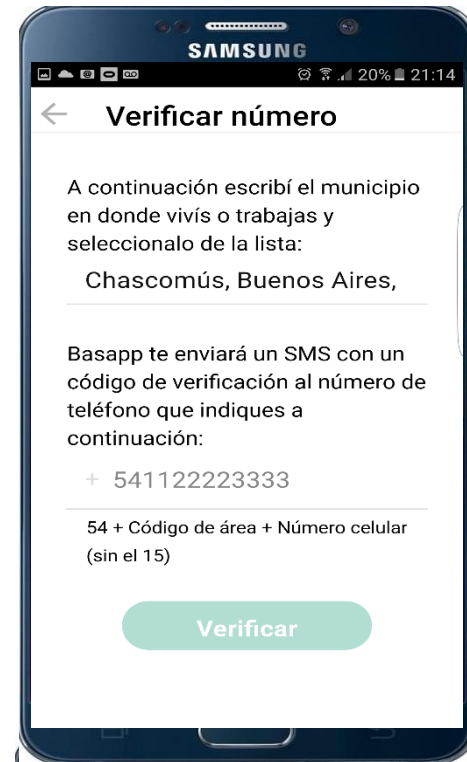 SAMSUNG
20% 21:14
Verificar número
A continuación escribí el municipio
en donde vivís o trabajas y
seleccionalo de la lista:
Chascomús, Buenos Aires,
Basapp te enviará un SMS con un
código de verificación al número de
teléfono que indiques a
continuación:
+ 541122223333
54 + Código de área + Número celular
(sin el 15)
Verificar